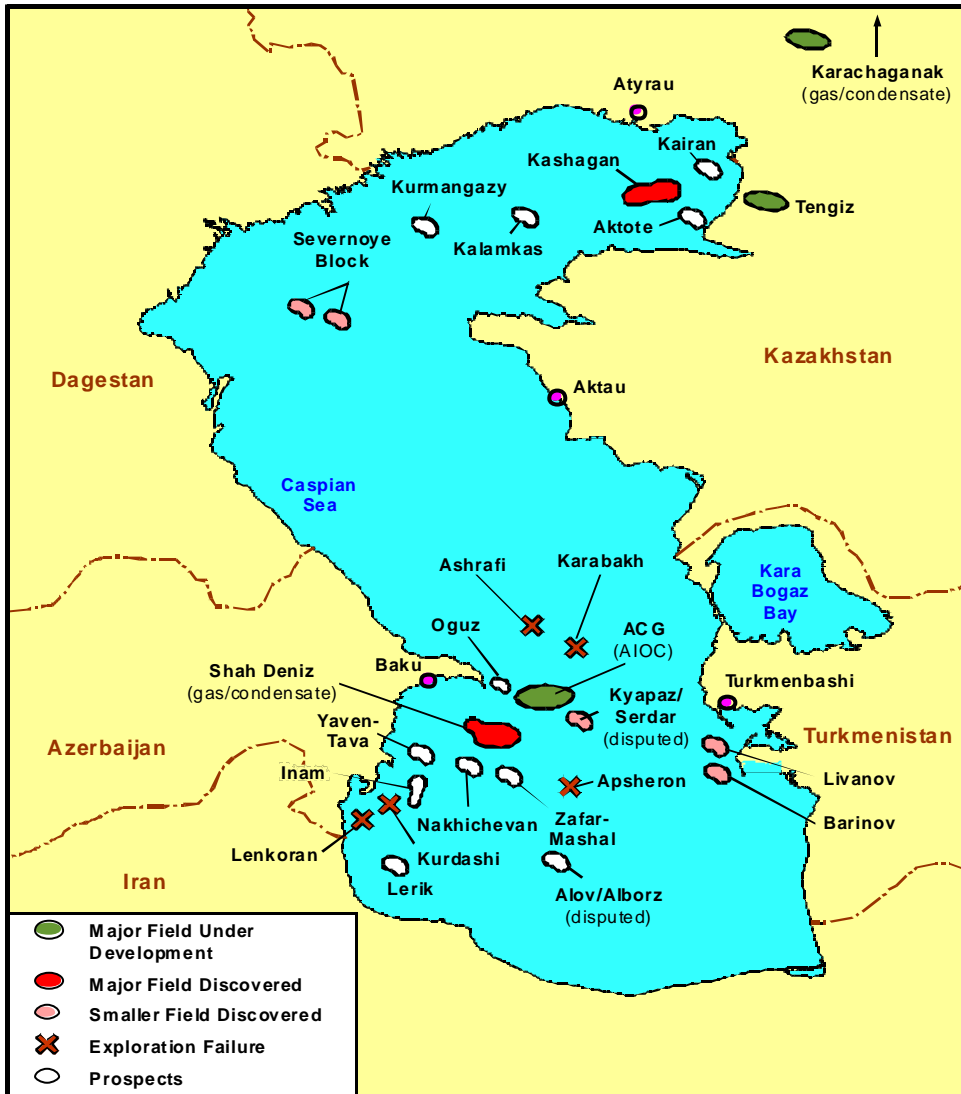 Karachaganak
(gas/condensate)
Atyrau
Kairan
Kashagan
Kurmangazy
Tengiz
Aktote
Kalamkas
Severnoye
Block
Kazakhstan
Dagestan
Aktau
Caspian
Sea
Kara
Bogaz
Bay
Ashrafi
Karabakh
Oguz
ACG
(AIOC)
Baku
Shah Deniz
(gas/condensate)
Turkmenbashi
Kyapaz/
Serdar
(disputed)
Yaven-
Tava
Azerbaijan
Turkmenistan
Inam
Apsheron
Livanov
Nakhichevan
Zafar-
Mashal
Barinov
Lenkoran
Kurdashi
Iran
Lerik
Alov/Alborz
(disputed)
Major Field Under
Development
Major Field Discovered
Smaller Field Discovered
Exploration Failure
Prospects